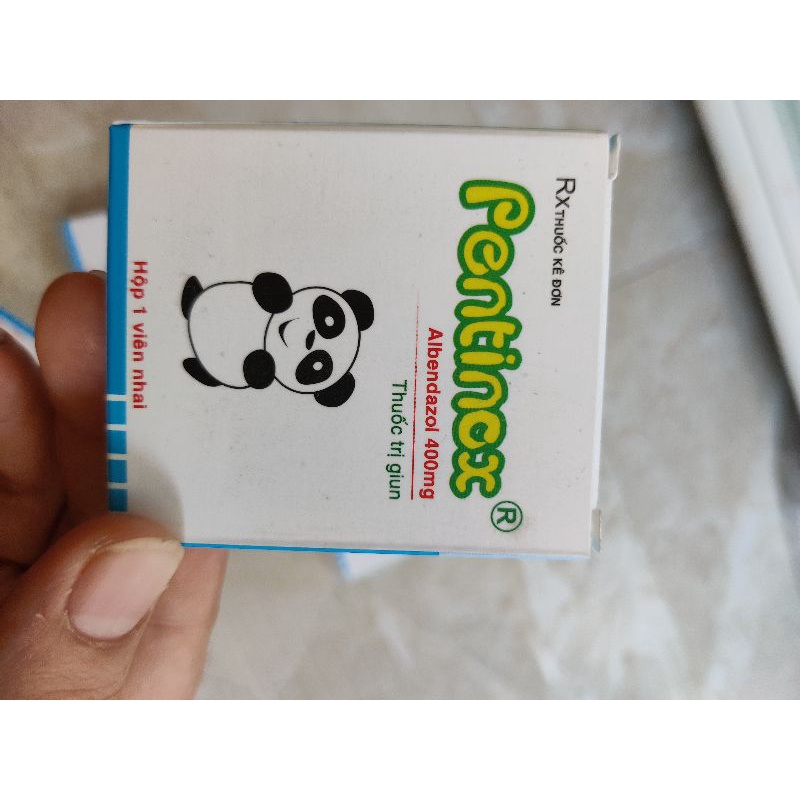 Rx THUỐC KÊ ĐƠN
Pentinox®
Albendazol 400mg
Thuốc trị giun
Hộp 1 viên nhai